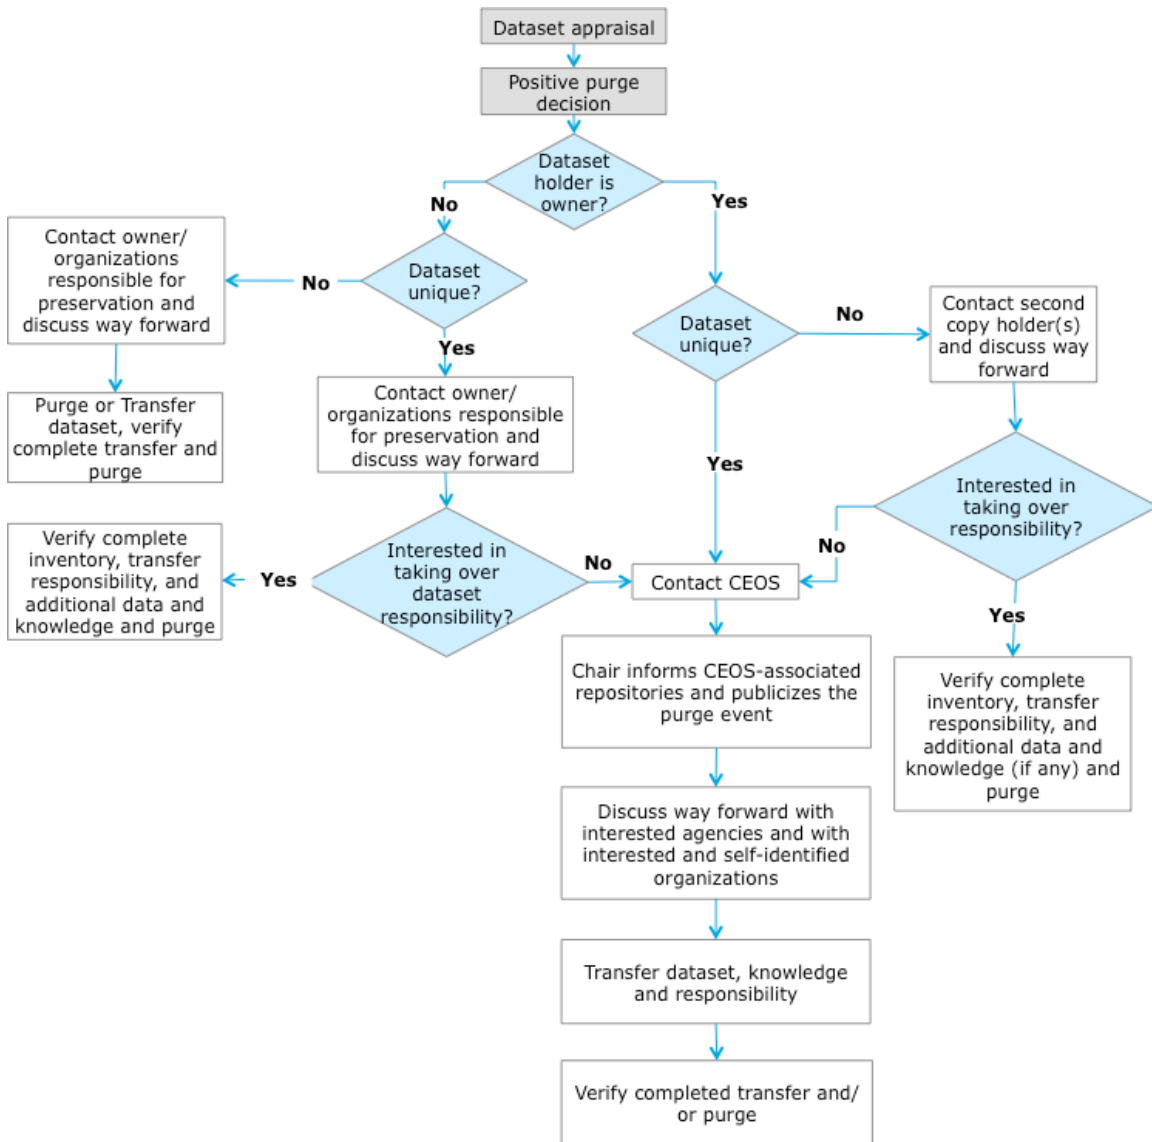 Dataset appraisal
Positive purge
decision
Dataset
holder is
owner?
No
Yes
Contact owner/
organizations
responsible for
preservation and
discuss way forward
No
Dataset
unique?
Yes
Dataset
unique?
No
Contact second
copy holder(s)
and discuss way
forward
Purge or Transfer
dataset, verify
complete transfer and
purge
Contact owner/
organizations responsible
for preservation and
discuss way forward
Yes
Interested in
taking over
responsibility?
No
Yes
Verify complete
inventory, transfer
responsibility, and
additional data and
knowledge and purge
Yes
Interested in
taking over
dataset
responsibility?
No
Contact CEOS
Chair informs CEOS-associated
repositories and publicizes the
purge event
Verify complete
inventory, transfer
responsibility, and
additional data and
knowledge (if any) and
purge
Discuss way forward with
interested agencies and with
interested and self-identified
organizations
Transfer dataset, knowledge
and responsibility
Verify completed transfer and/
or purge